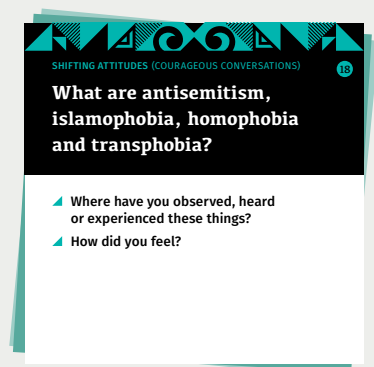 SHIFTING ATTITUDES (COURAGEOUS CONVERSATIONS)
18
What are antisemitism,
islamophobia, homophobia
and transphobia?
Where have you observed, heard
or experienced these things?
How did you feel?